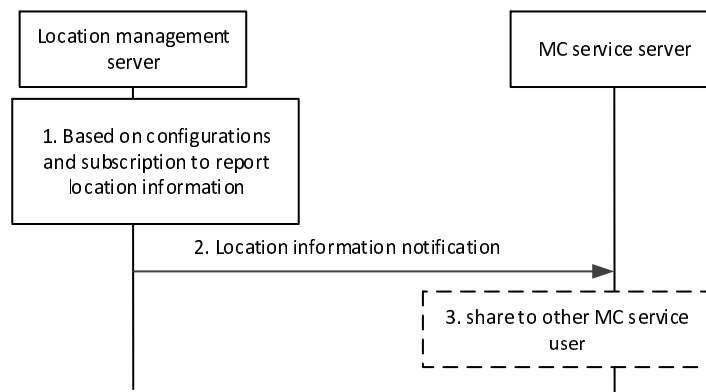 Location management
server
MC service server
1. Based on configurations
and subscription to report
location information
2. Location information notification
3. share to other MC service
user